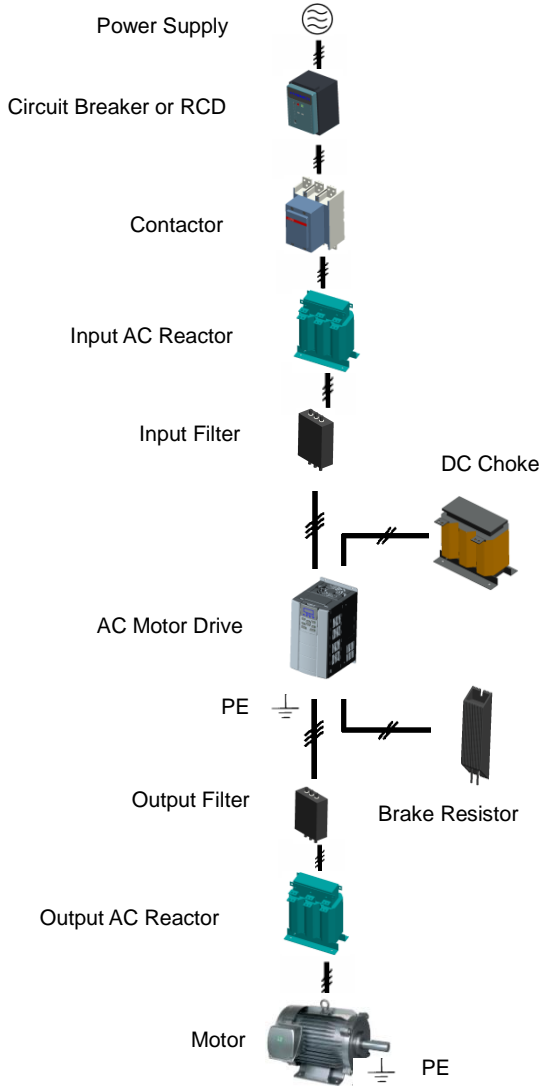 Power Supply
Circuit Breaker or RCD
Contactor
Input AC Reactor
Input Filter
DC Choke
AC Motor Drive
PE
Output Filter
Brake Resistor
Output AC Reactor
Motor
PE